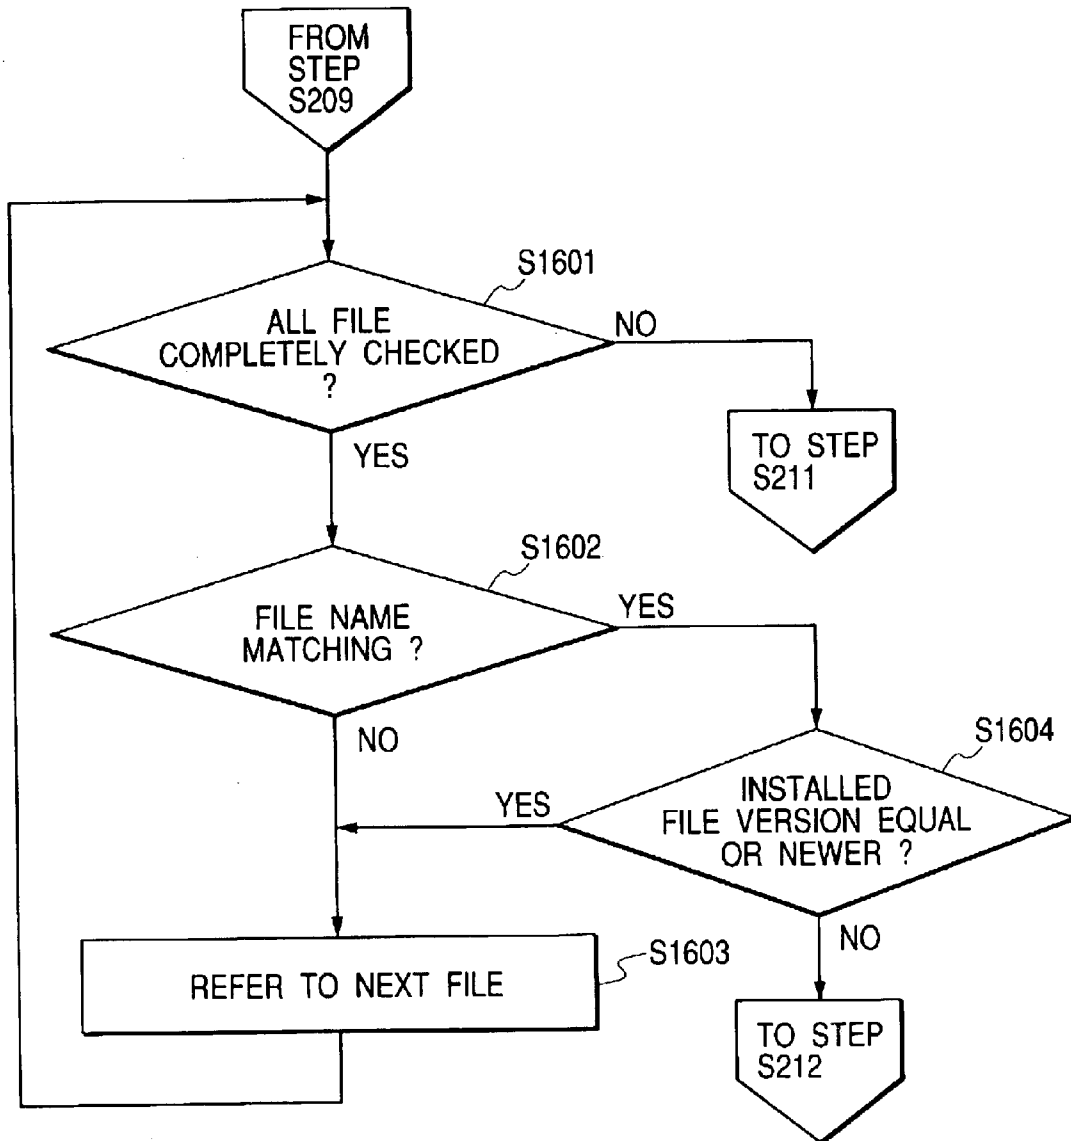 FROM
STEP
S209
S1601
ALL FILE
COMPLETELY CHECKED
?
NO
YES
TO STEP
S211
S1602
FILE NAME
MATCHING ?
YES
NO
S1604
INSTALLED
FILE VERSION EQUAL
OR NEWER ?
YES
NO
S1603
REFER TO NEXT FILE
TO STEP
S212